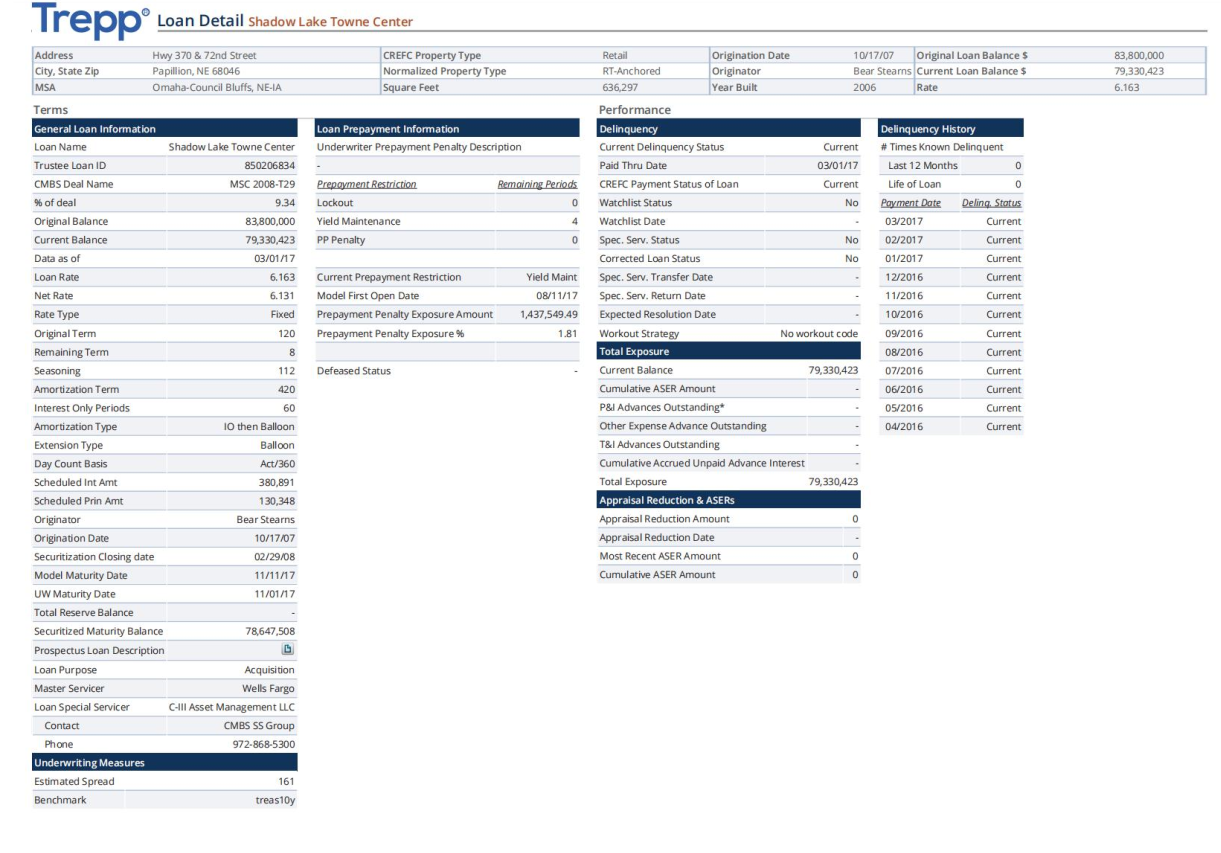 Trepp® Loan Detail Shadow Lake Towne Center
Address Hwy 370 & 72nd Street CREFC Property Type Retail Origination Date 10/17/07 Original Loan Balance $ 83,800,000
City, State Zip Papillion, NE 68046 Normalized Property Type RT-Anchored Originator Bear Stearns Current Loan Balance $ 79,330,423
MSA Omaha-Council Bluffs, NE-IA Square Feet 636,297 Year Built 2006 Rate 6.163
Terms
General Loan Information
Loan Name Shadow Lake Towne Center
Trustee Loan ID 850206834
CMBS Deal Name MSC 2008-T29
% of deal 9.34
Original Balance 83,800,000
Current Balance 79,330,423
Data as of 03/01/17
Loan Rate 6.163
Net Rate 6.131
Rate Type Fixed
Original Term 120
Remaining Term 8
Seasoning 112
Amortization Term 420
Interest Only Periods 60
Amortization Type IO then Balloon
Extension Type Balloon
Day Count Basis Act/360
Scheduled Int Amt 380,891
Scheduled Prin Amt 130,348
Originator Bear Stearns
Origination Date 10/17/07
Securitization Closing date 02/29/08
Model Maturity Date 11/11/17
UW Maturity Date 11/01/17
Total Reserve Balance -
Securitized Maturity Balance 78,647,508
Prospectus Loan Description
Loan Purpose Acquisition
Master Servicer Wells Fargo
Loan Special Servicer C-III Asset Management LLC
Contact CMBS SS Group
Phone 972-868-5300
Underwriting Measures
Estimated Spread 161
Benchmark treas10y
Loan Prepayment Information
Underwriter Prepayment Penalty Description
-
Prepayment Restriction Remaining Periods
Lockout 0
Yield Maintenance 4
PP Penalty 0
Current Prepayment Restriction Yield Maint
Model First Open Date 08/11/17
Prepayment Penalty Exposure Amount 1,437,549.49
Prepayment Penalty Exposure % 1.81
Defeased Status -
Performance
Delinquency
Current Delinquency Status Current
Paid Thru Date 03/01/17
CREFC Payment Status of Loan Current
Watchlist Status No
Watchlist Date -
Spec. Serv. Status No
Corrected Loan Status No
Spec. Serv. Transfer Date -
Spec. Serv. Return Date -
Expected Resolution Date -
Workout Strategy No workout code
Total Exposure
Current Balance 79,330,423
Cumulative ASER Amount -
P&I Advances Outstanding* -
Other Expense Advance Outstanding -
T&I Advances Outstanding -
Cumulative Accrued Unpaid Advance Interest -
Total Exposure 79,330,423
Appraisal Reduction & ASERs
Appraisal Reduction Amount 0
Appraisal Reduction Date -
Most Recent ASER Amount 0
Cumulative ASER Amount 0
Delinquency History
# Times Known Delinquent
Last 12 Months 0
Life of Loan 0
Payment Date Delinq. Status
03/2017 Current
02/2017 Current
01/2017 Current
12/2016 Current
11/2016 Current
10/2016 Current
09/2016 Current
08/2016 Current
07/2016 Current
06/2016 Current
05/2016 Current
04/2016 Current